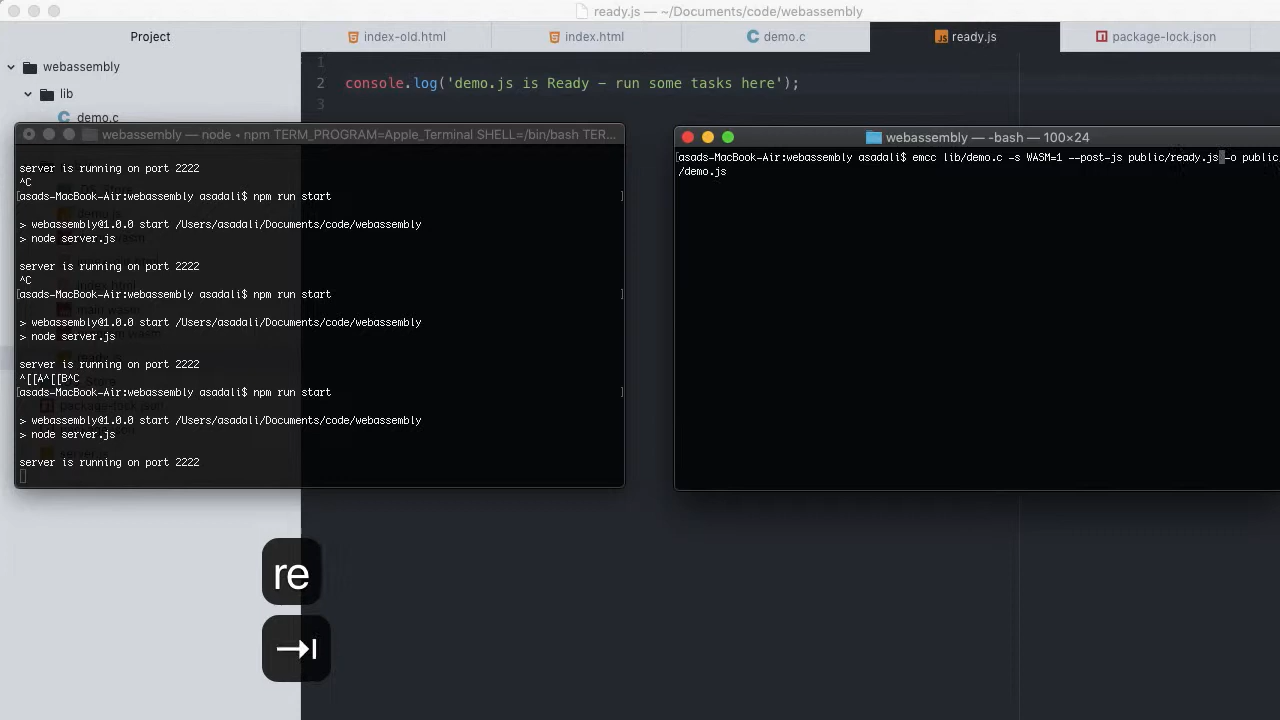 ready.js — ~/Documents/code/webassembly
Project
index-old.html
index.html
demo.c
ready.js
package-lock.json
webassembly
lib
demo.c
1
2 console.log('demo.js is Ready - run some tasks here');
3
webassembly — node ◂ npm TERM_PROGRAM=Apple_Terminal SHELL=/bin/bash TER...
server is running on port 2222
^C
[asads-MacBook-Air:webassembly asadali$ npm run start ]
> webassembly@1.0.0 start /Users/asadali/Documents/code/webassembly
> node server.js
server is running on port 2222
^C
[asads-MacBook-Air:webassembly asadali$ npm run start ]
> webassembly@1.0.0 start /Users/asadali/Documents/code/webassembly
> node server.js
server is running on port 2222
^[[A^[[B^C
[asads-MacBook-Air:webassembly asadali$ npm run start ]
> webassembly@1.0.0 start /Users/asadali/Documents/code/webassembly
> node server.js
server is running on port 2222
webassembly — -bash — 100×24
[asads-MacBook-Air:webassembly asadali$ emcc lib/demo.c -s WASM=1 --post-js public/ready.js -o public
/demo.js
re